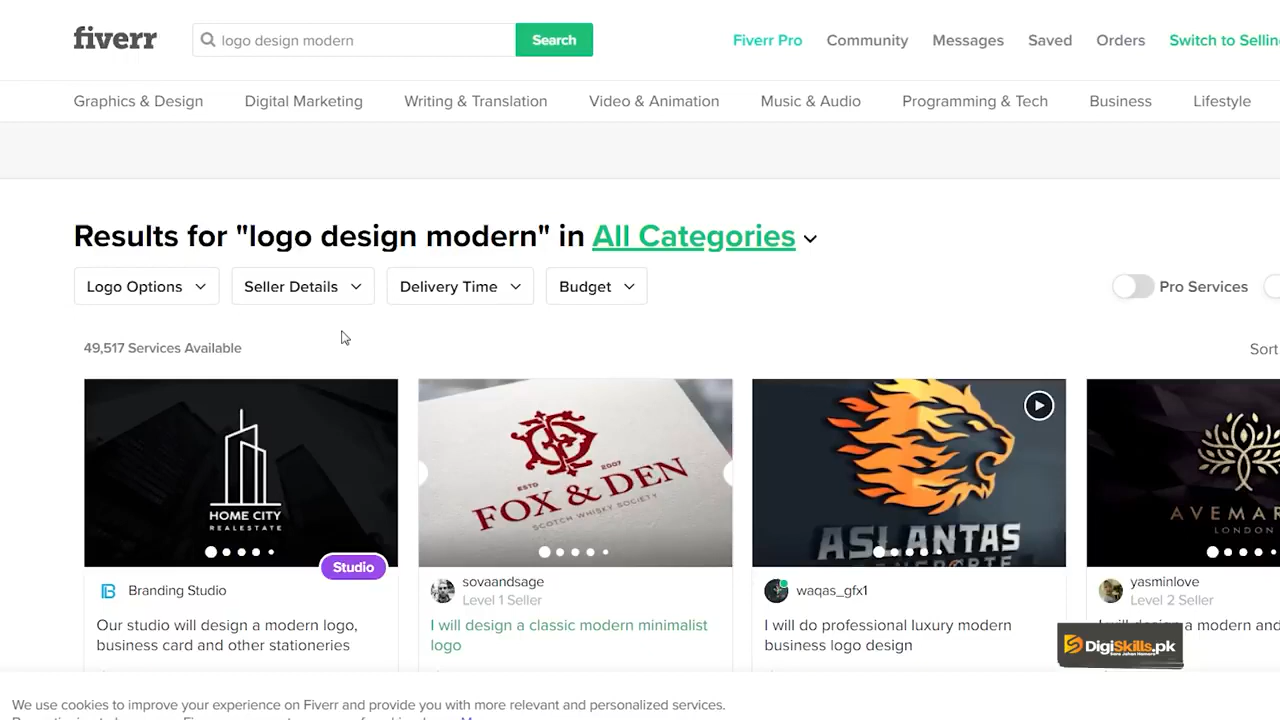 fiverr
logo design modern
Search
Fiverr Pro
Community
Messages
Saved
Orders
Switch to Sellin
Graphics & Design
Digital Marketing
Writing & Translation
Video & Animation
Music & Audio
Programming & Tech
Business
Lifestyle
Results for "logo design modern" in All Categories
Logo Options
Seller Details
Delivery Time
Budget
Pro Services
49,517 Services Available
Sort
HOME CITY
REALESTATE
ESTD 2007
FOX & DEN
SCOTCH WHISKY SOCIETY
ASLANTAS
AVEMAR
LONDON
Studio
Branding Studio
Our studio will design a modern logo,
business card and other stationeries
sovaandsage
Level 1 Seller
I will design a classic modern minimalist
logo
waqas_gfx1
I will do professional luxury modern
business logo design
yasminlove
Level 2 Seller
I will design a modern and
DigiSkills.pk
We use cookies to improve your experience on Fiverr and provide you with more relevant and personalized services.